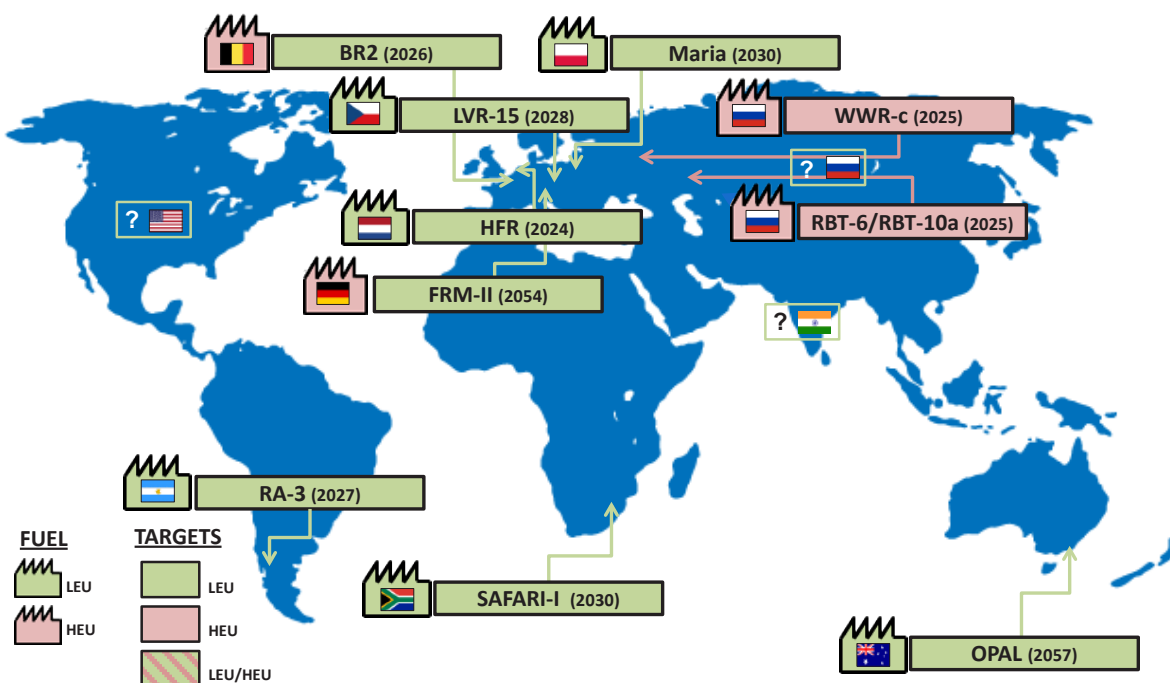 BR2 (2026)
Maria (2030)
LVR-15 (2028)
WWR-c (2025)
?
?
HFR (2024)
RBT-6/RBT-10a (2025)
FRM-II (2054)
?
RA-3 (2027)
FUEL
TARGETS
LEU
LEU
SAFARI-I (2030)
HEU
HEU
OPAL (2057)
LEU/HEU